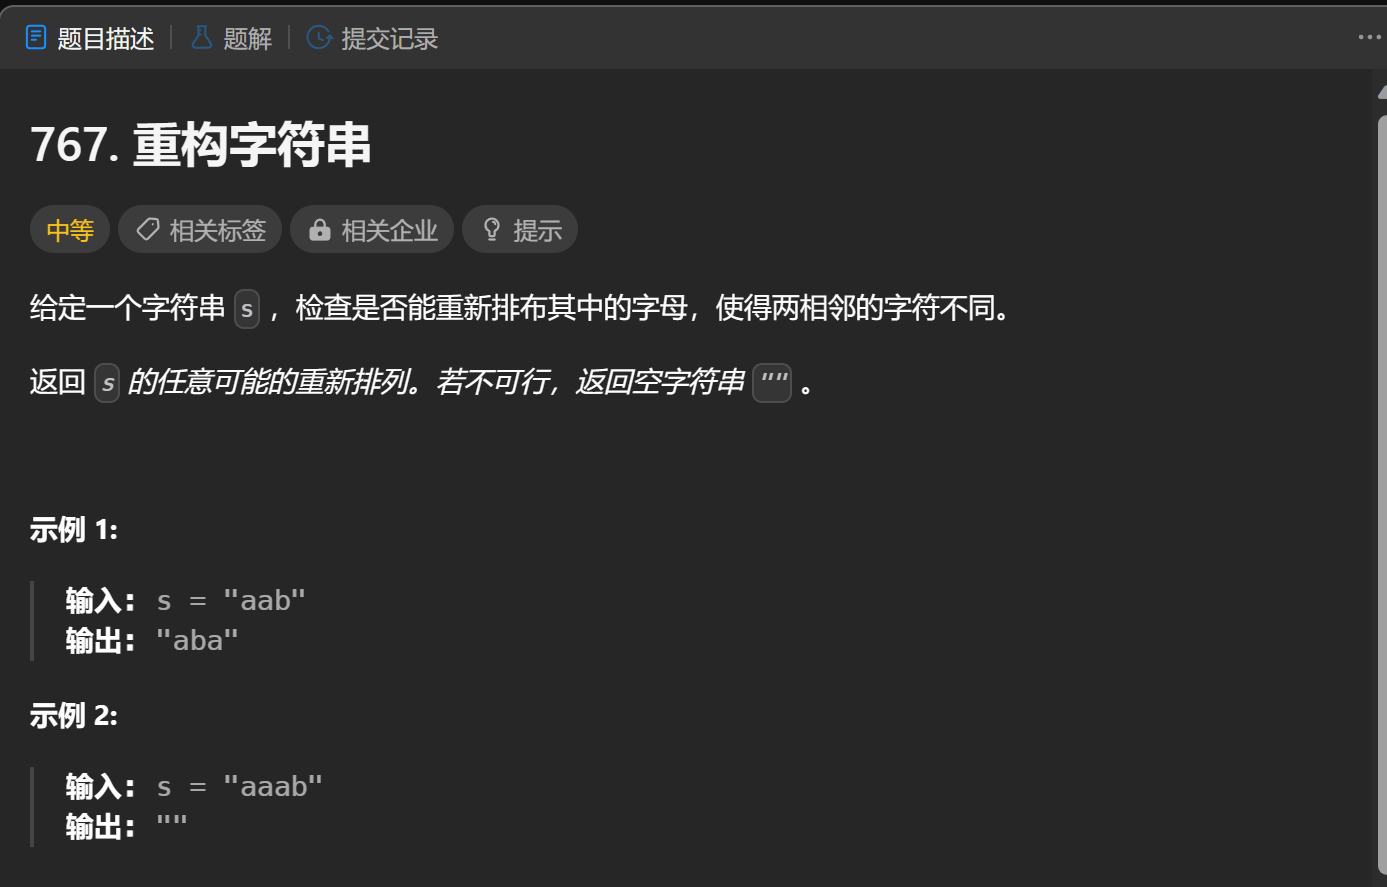 题目描述 题解 提交记录
767. 重构字符串
中等 相关标签 相关企业 提示
给定一个字符串 s ，检查是否能重新排布其中的字母，使得两相邻的字符不同。
返回 s 的任意可能的重新排列。若不可行，返回空字符串 "" 。
示例 1:
输入: s = "aab"
输出: "aba"
示例 2:
输入: s = "aaab"
输出: ""